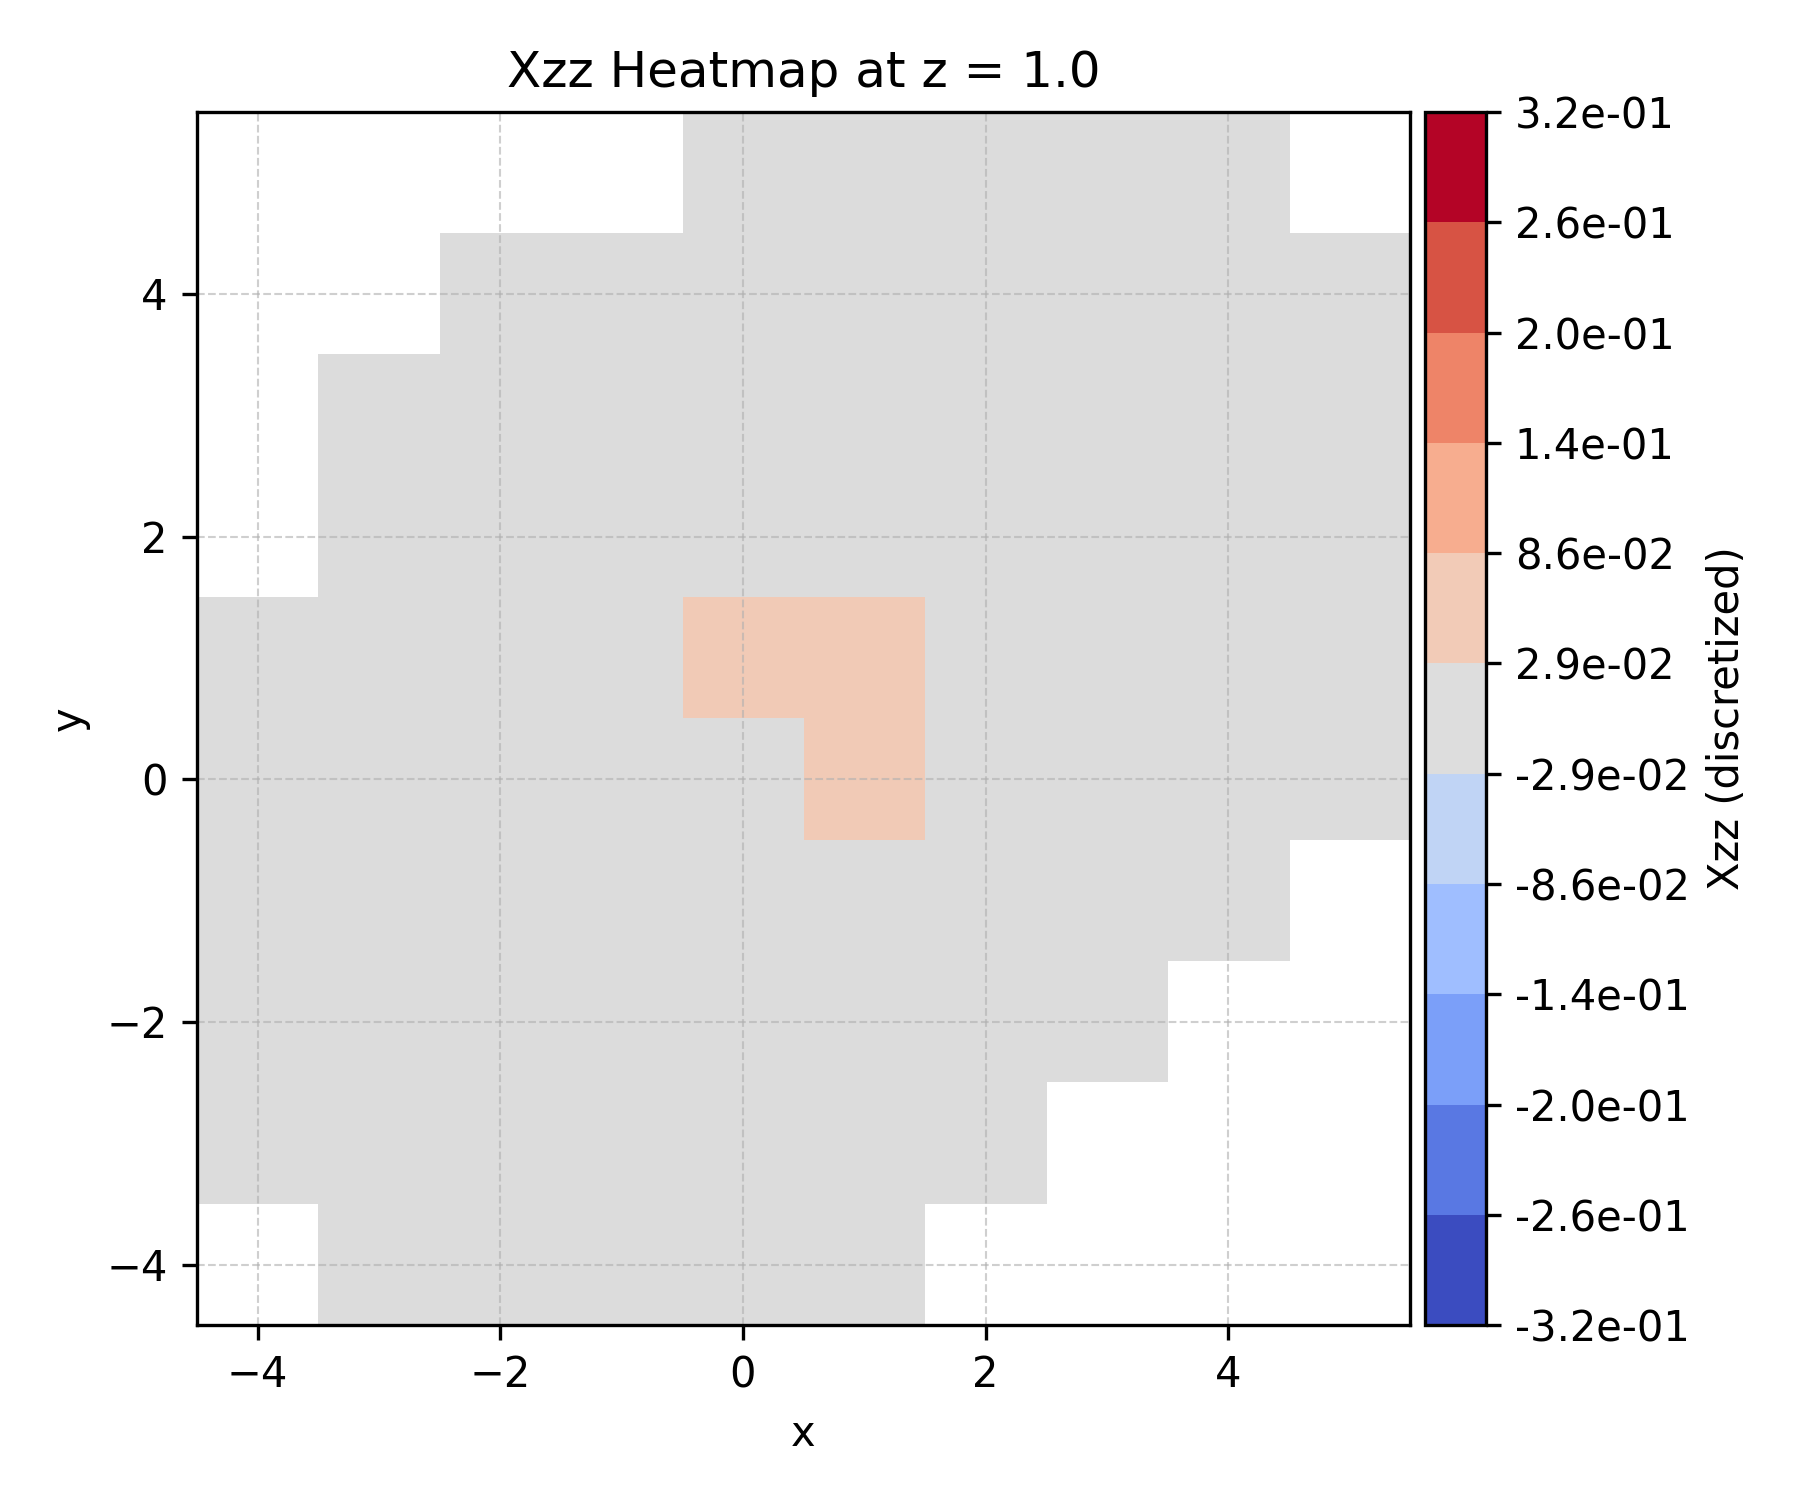 Xzz Heatmap at z = 1.0
4
2
0
−2
−4
y
−4
−2
0
2
4
x
3.2e-01
2.6e-01
2.0e-01
1.4e-01
8.6e-02
2.9e-02
-2.9e-02
-8.6e-02
-1.4e-01
-2.0e-01
-2.6e-01
-3.2e-01
Xzz (discretized)